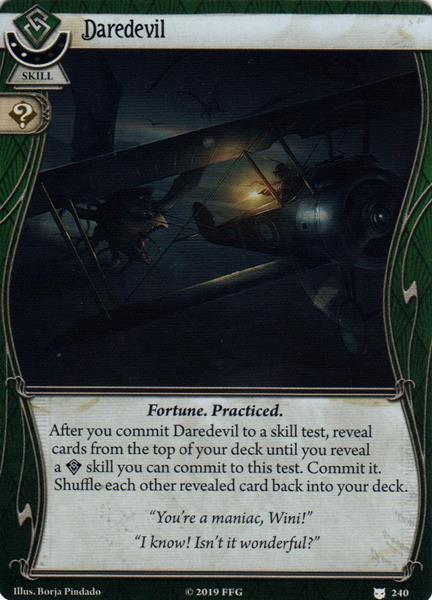 Daredevil
SKILL
?
Fortune. Practiced.
After you commit Daredevil to a skill test, reveal
cards from the top of your deck until you reveal
a skill you can commit to this test. Commit it.
Shuffle each other revealed card back into your deck.
“You're a maniac, Wini!”
“I know! Isn't it wonderful?”
Illus. Borja Pindado © 2019 FFG 240